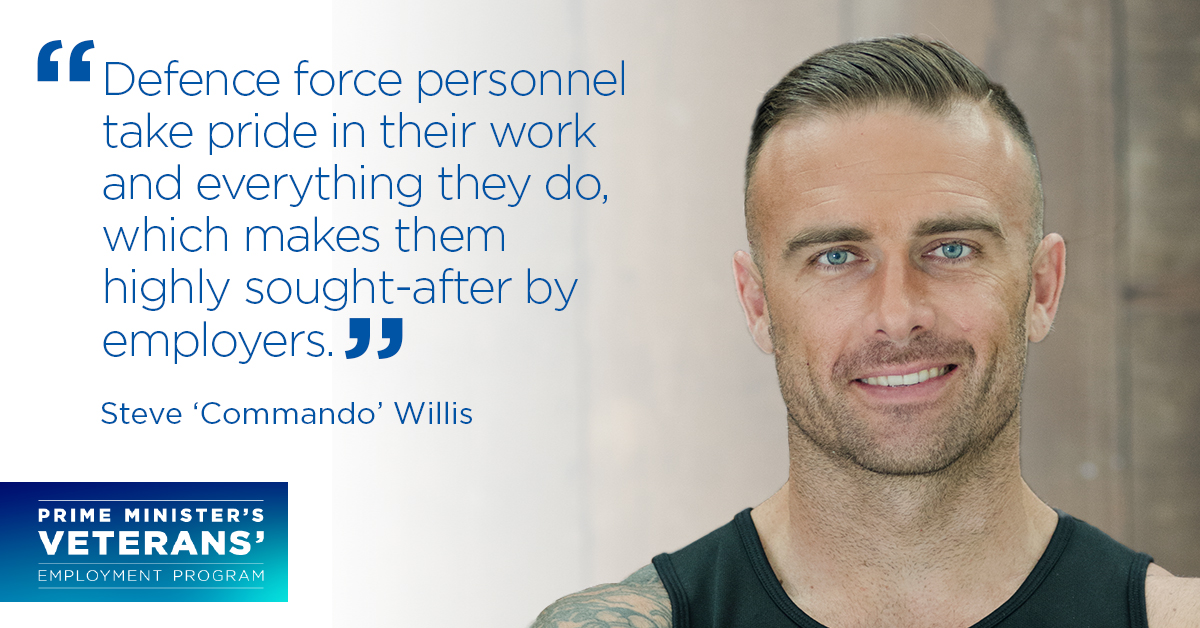 “Defence force personnel
take pride in their work
and everything they do,
which makes them
highly sought-after by
employers.”
Steve ‘Commando’ Willis
PRIME MINISTER’S
VETERANS’
EMPLOYMENT PROGRAM